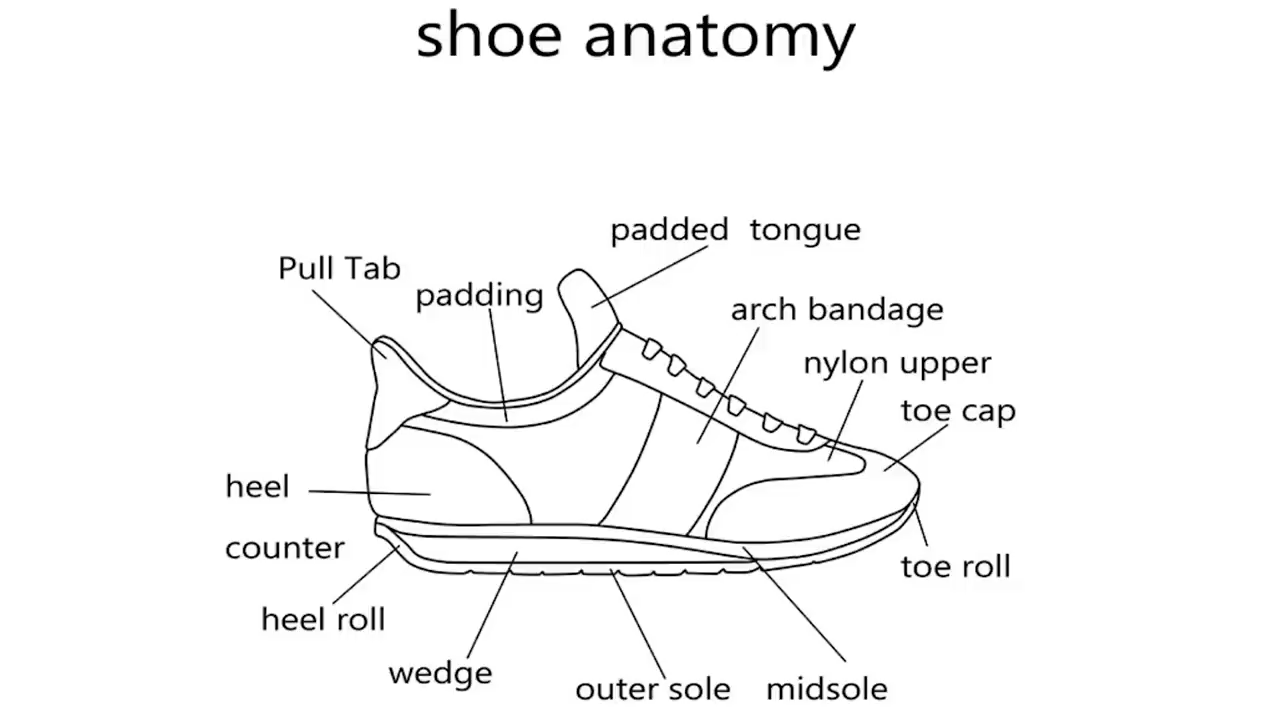 shoe anatomy
padded tongue
Pull Tab
padding
arch bandage
nylon upper
toe cap
heel
counter
toe roll
heel roll
wedge
outer sole
midsole